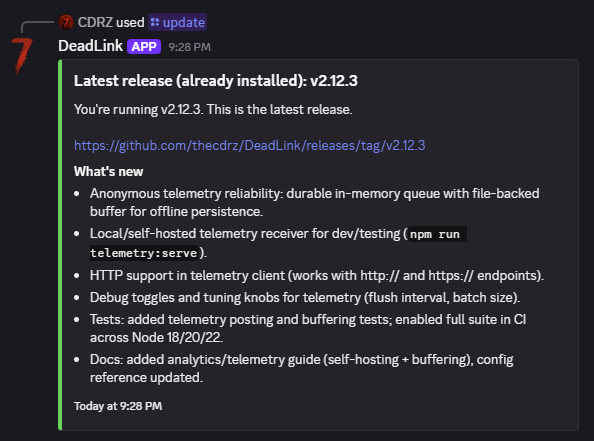 CDRZ used update
DeadLink APP 9:28 PM
Latest release (already installed): v2.12.3
You're running v2.12.3. This is the latest release.
https://github.com/thecdrz/DeadLink/releases/tag/v2.12.3
What's new
• Anonymous telemetry reliability: durable in-memory queue with file-backed
buffer for offline persistence.
• Local/self-hosted telemetry receiver for dev/testing (npm run
telemetry:serve).
• HTTP support in telemetry client (works with http:// and https:// endpoints).
• Debug toggles and tuning knobs for telemetry (flush interval, batch size).
• Tests: added telemetry posting and buffering tests; enabled full suite in CI
across Node 18/20/22.
• Docs: added analytics/telemetry guide (self-hosting + buffering), config
reference updated.
Today at 9:28 PM